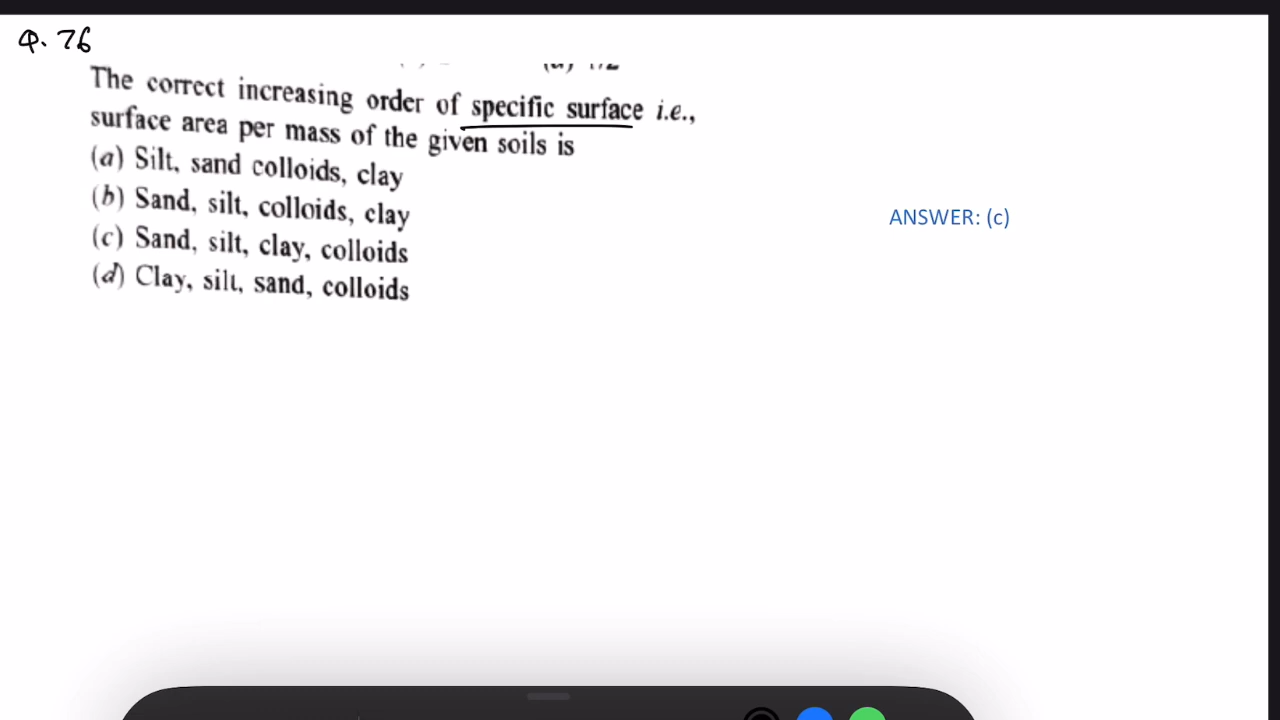 Q. 76
The correct increasing order of specific surface i.e.,
surface area per mass of the given soils is
(a) Silt, sand colloids, clay
(b) Sand, silt, colloids, clay
ANSWER: (c)
(c) Sand, silt, clay, colloids
(d) Clay, silt, sand, colloids